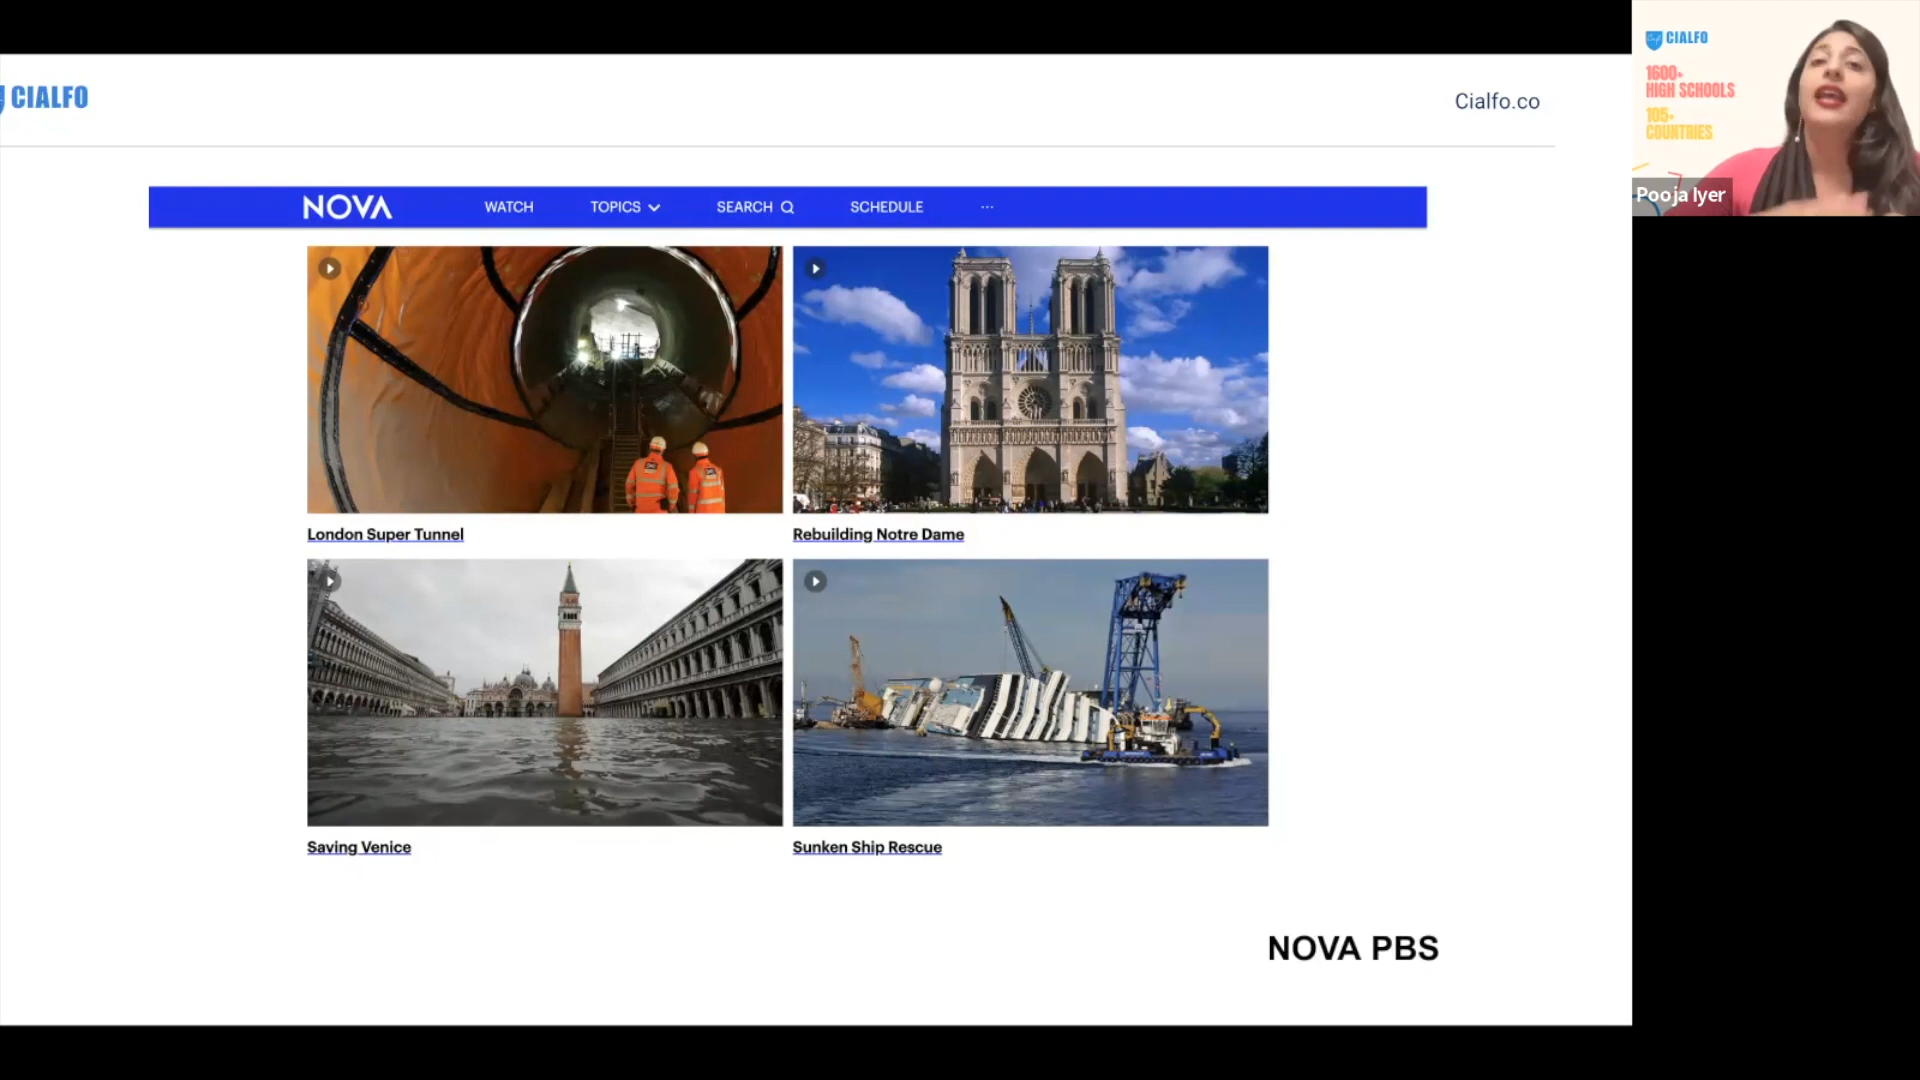 CIALFO
Cialfo.co
NOVA
WATCH
TOPICS
SEARCH
SCHEDULE
...
London Super Tunnel
Rebuilding Notre Dame
Saving Venice
Sunken Ship Rescue
NOVA PBS
CIALFO
1600+
HIGH SCHOOLS
105+
COUNTRIES
Pooja Iyer